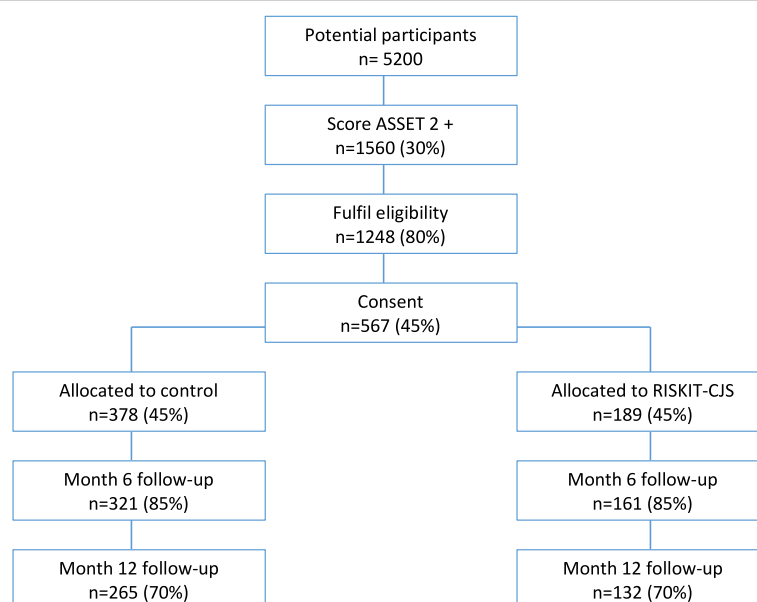 Potential participants
n= 5200
Score ASSET 2 +
n=1560 (30%)
Fulfil eligibility
n=1248 (80%)
Consent
n=567 (45%)
Allocated to control
n=378 (45%)
Allocated to RISKIT-CJS
n=189 (45%)
Month 6 follow-up
n=321 (85%)
Month 6 follow-up
n=161 (85%)
Month 12 follow-up
n=265 (70%)
Month 12 follow-up
n=132 (70%)